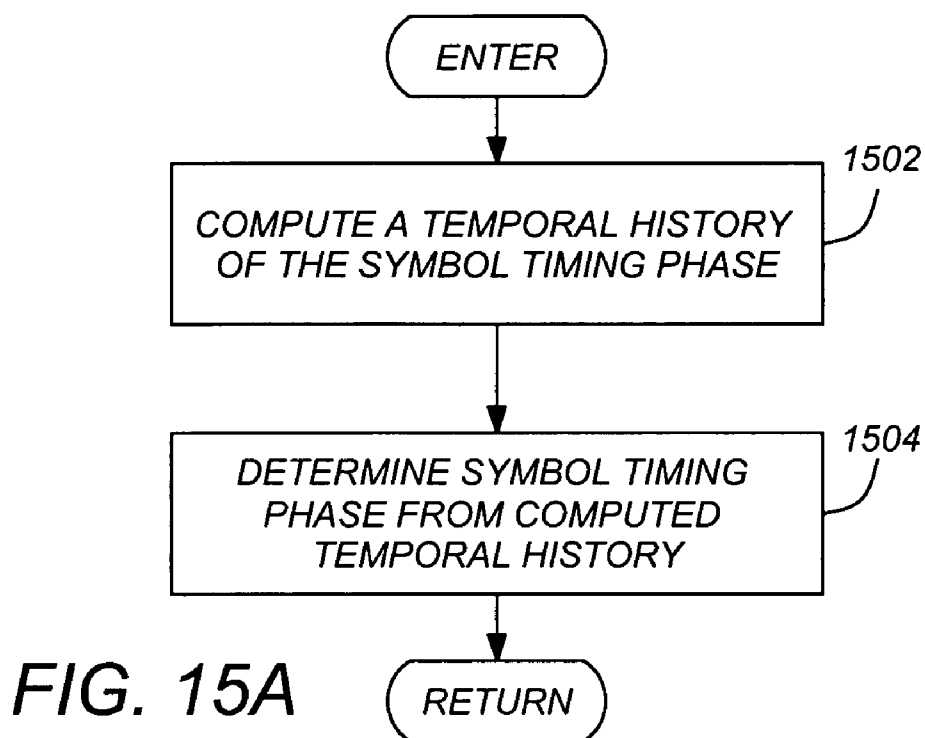 ENTER
1502
COMPUTE A TEMPORAL HISTORY
OF THE SYMBOL TIMING PHASE
1504
DETERMINE SYMBOL TIMING
PHASE FROM COMPUTED
TEMPORAL HISTORY
FIG. 15A
RETURN